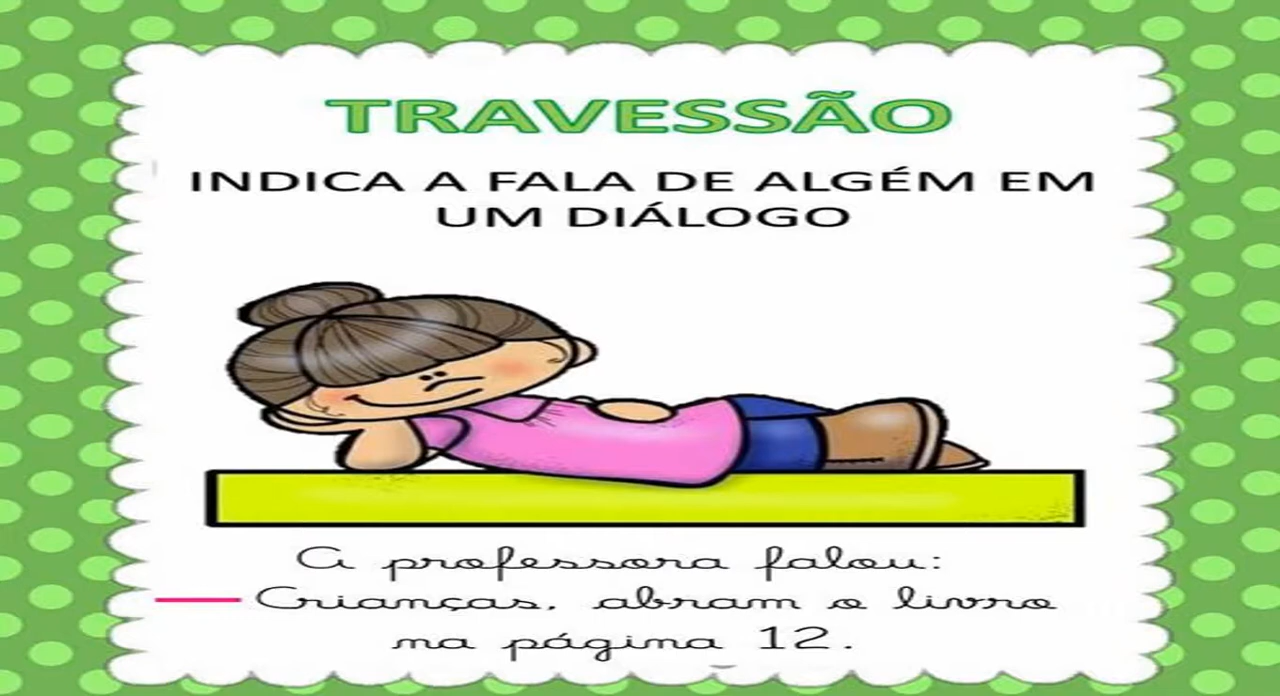 TRAVESSÃO
INDICA A FALA DE ALGÉM EM
UM DIÁLOGO
A professora falou:
— Crianças, abram o livro
na página 12.